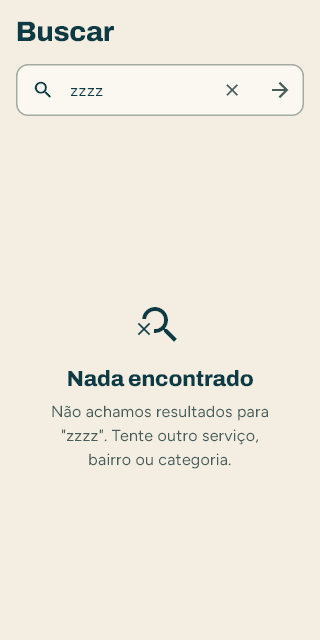 Buscar
zzzz
Nada encontrado
Não achamos resultados para
"zzzz". Tente outro serviço,
bairro ou categoria.